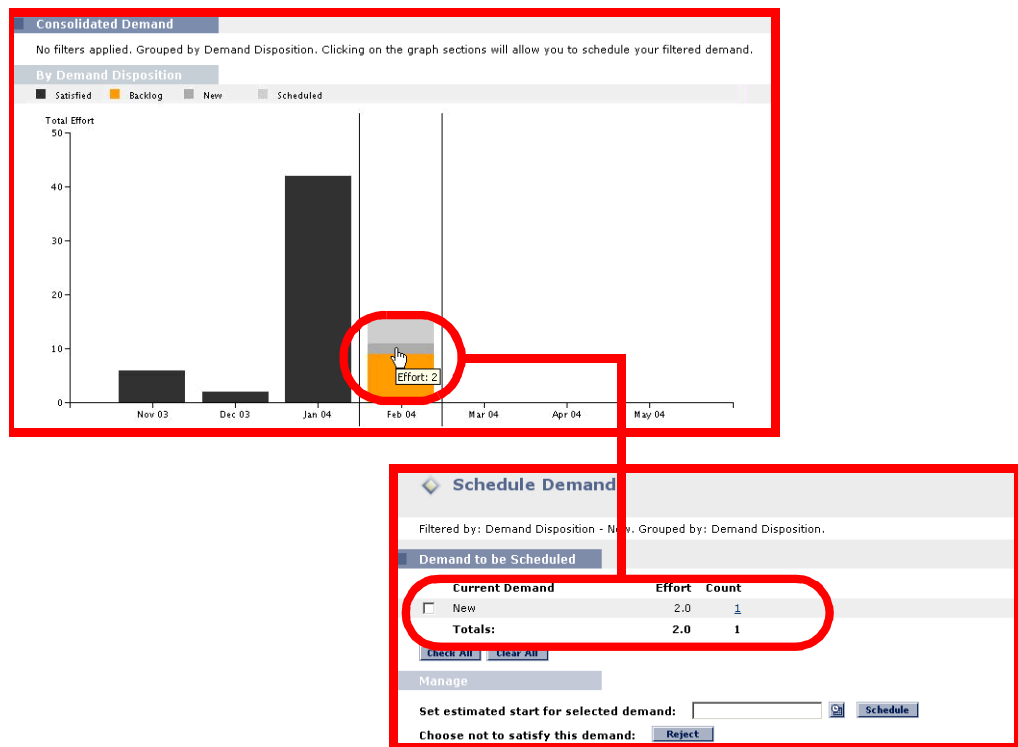 Consolidated Demand
No filters applied. Grouped by Demand Disposition. Clicking on the graph sections will allow you to schedule your filtered demand.
By Demand Disposition
Satisfied Backlog New Scheduled
Total Effort
50
40
30
20
10
0
Effort: 2
Nov 03 Dec 03 Jan 04 Feb 04 Mar 04 Apr 04 May 04
Schedule Demand
Filtered by: Demand Disposition - New. Grouped by: Demand Disposition.
Demand to be Scheduled
Current Demand Effort Count
New 2.0 1
Totals: 2.0 1
Check All Clear All
Manage
Set estimated start for selected demand: Schedule
Choose not to satisfy this demand: Reject